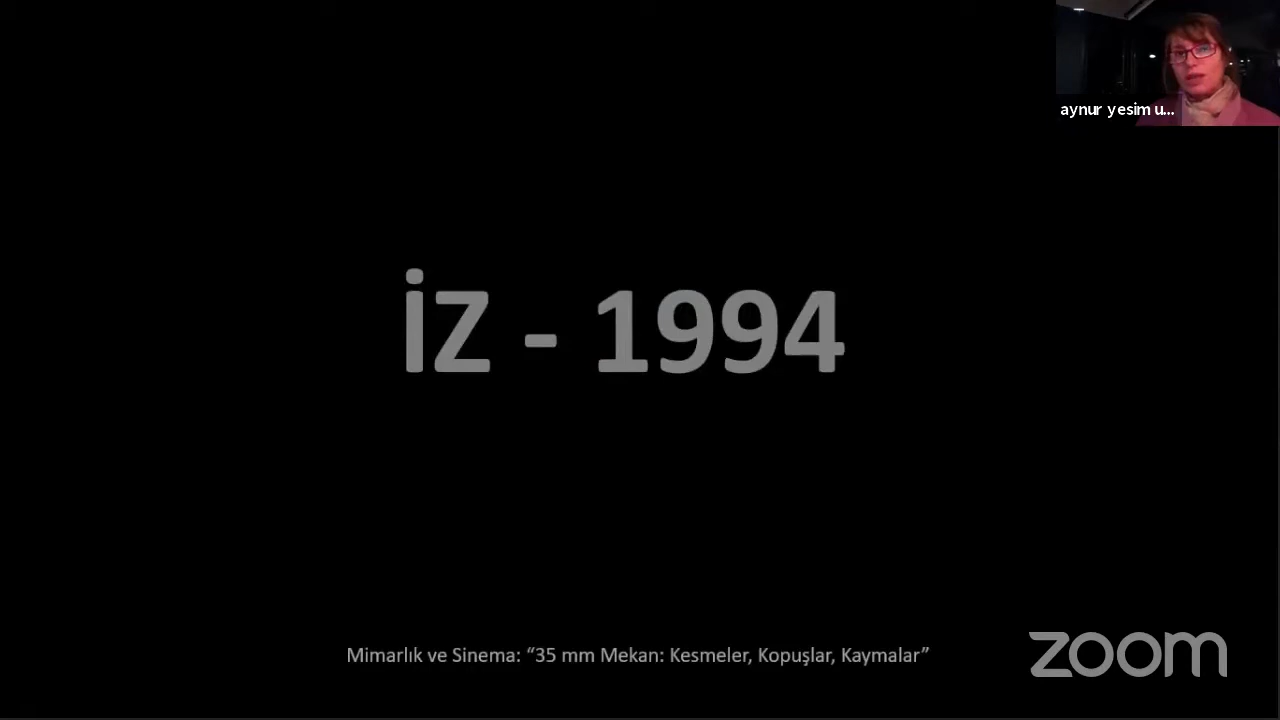 aynur yesim u...
İZ - 1994
Mimarlık ve Sinema: “35 mm Mekan: Kesmeler, Kopuşlar, Kaymalar”
zoom